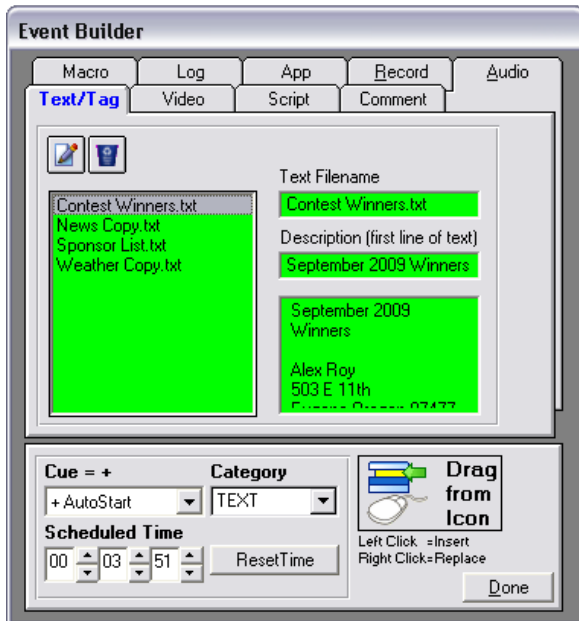 Event Builder
Macro Log App Record Audio
Text/Tag Video Script Comment
Text Filename
Contest Winners.txt
News Copy.txt
Sponsor List.txt
Weather Copy.txt
Contest Winners.txt
Description (first line of text)
September 2009 Winners
September 2009
Winners
Alex Roy
503 E 11th
Eugene Oregon 97477
Cue = + Category
+ AutoStart TEXT
Scheduled Time
00 03 51 ResetTime
Drag
from
Icon
Left Click =Insert
Right Click=Replace
Done